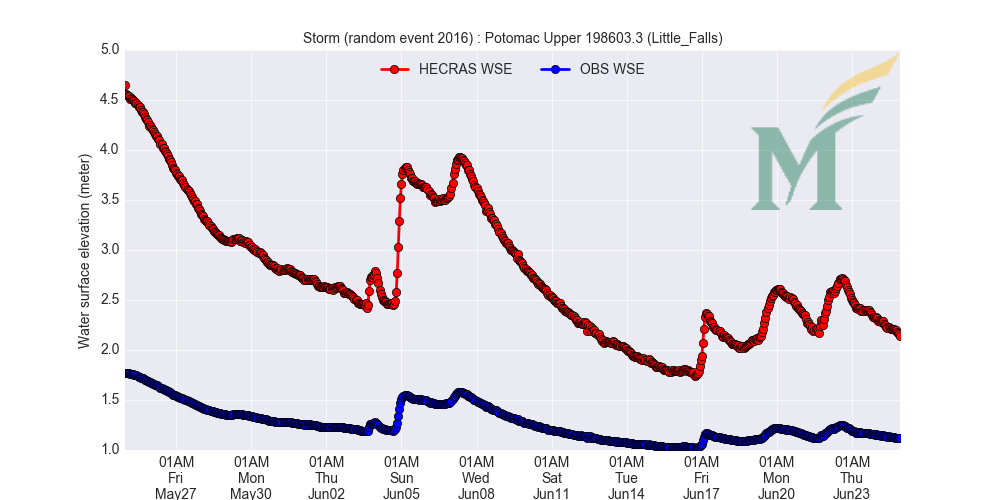 Storm (random event 2016) : Potomac Upper 198603.3 (Little_Falls)
HECRAS WSE OBS WSE
Water surface elevation (meter)
5.0
4.5
4.0
3.5
3.0
2.5
2.0
1.5
1.0
01AM 01AM 01AM 01AM 01AM 01AM 01AM 01AM 01AM 01AM
Fri Mon Thu Sun Wed Sat Tue Fri Mon Thu
May27 May30 Jun02 Jun05 Jun08 Jun11 Jun14 Jun17 Jun20 Jun23
M